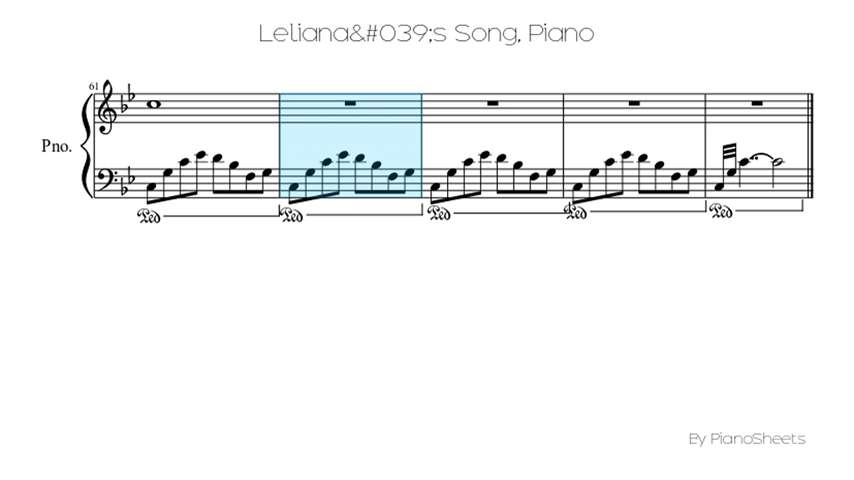 Leliana&#039;s Song, Piano
61
Pno.
Ped
Ped
Ped
Ped
Ped
By PianoSheets